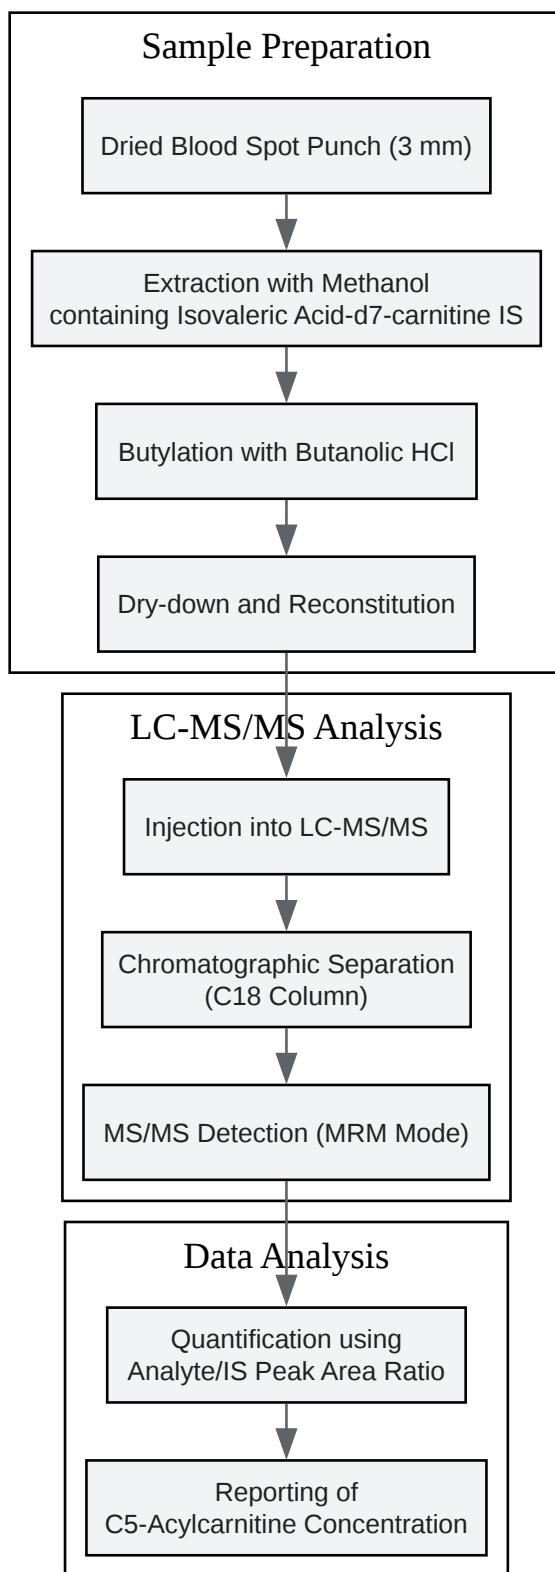 Sample Preparation
Dried Blood Spot Punch (3 mm)
Extraction with Methanol
containing Isovaleric Acid-d7-carnitine IS
Butylation with Butanolic HCl
Dry-down and Reconstitution
LC-MS/MS Analysis
Injection into LC-MS/MS
Chromatographic Separation
(C18 Column)
MS/MS Detection (MRM Mode)
Data Analysis
Quantification using
Analyte/IS Peak Area Ratio
Reporting of
C5-Acylcarnitine Concentration